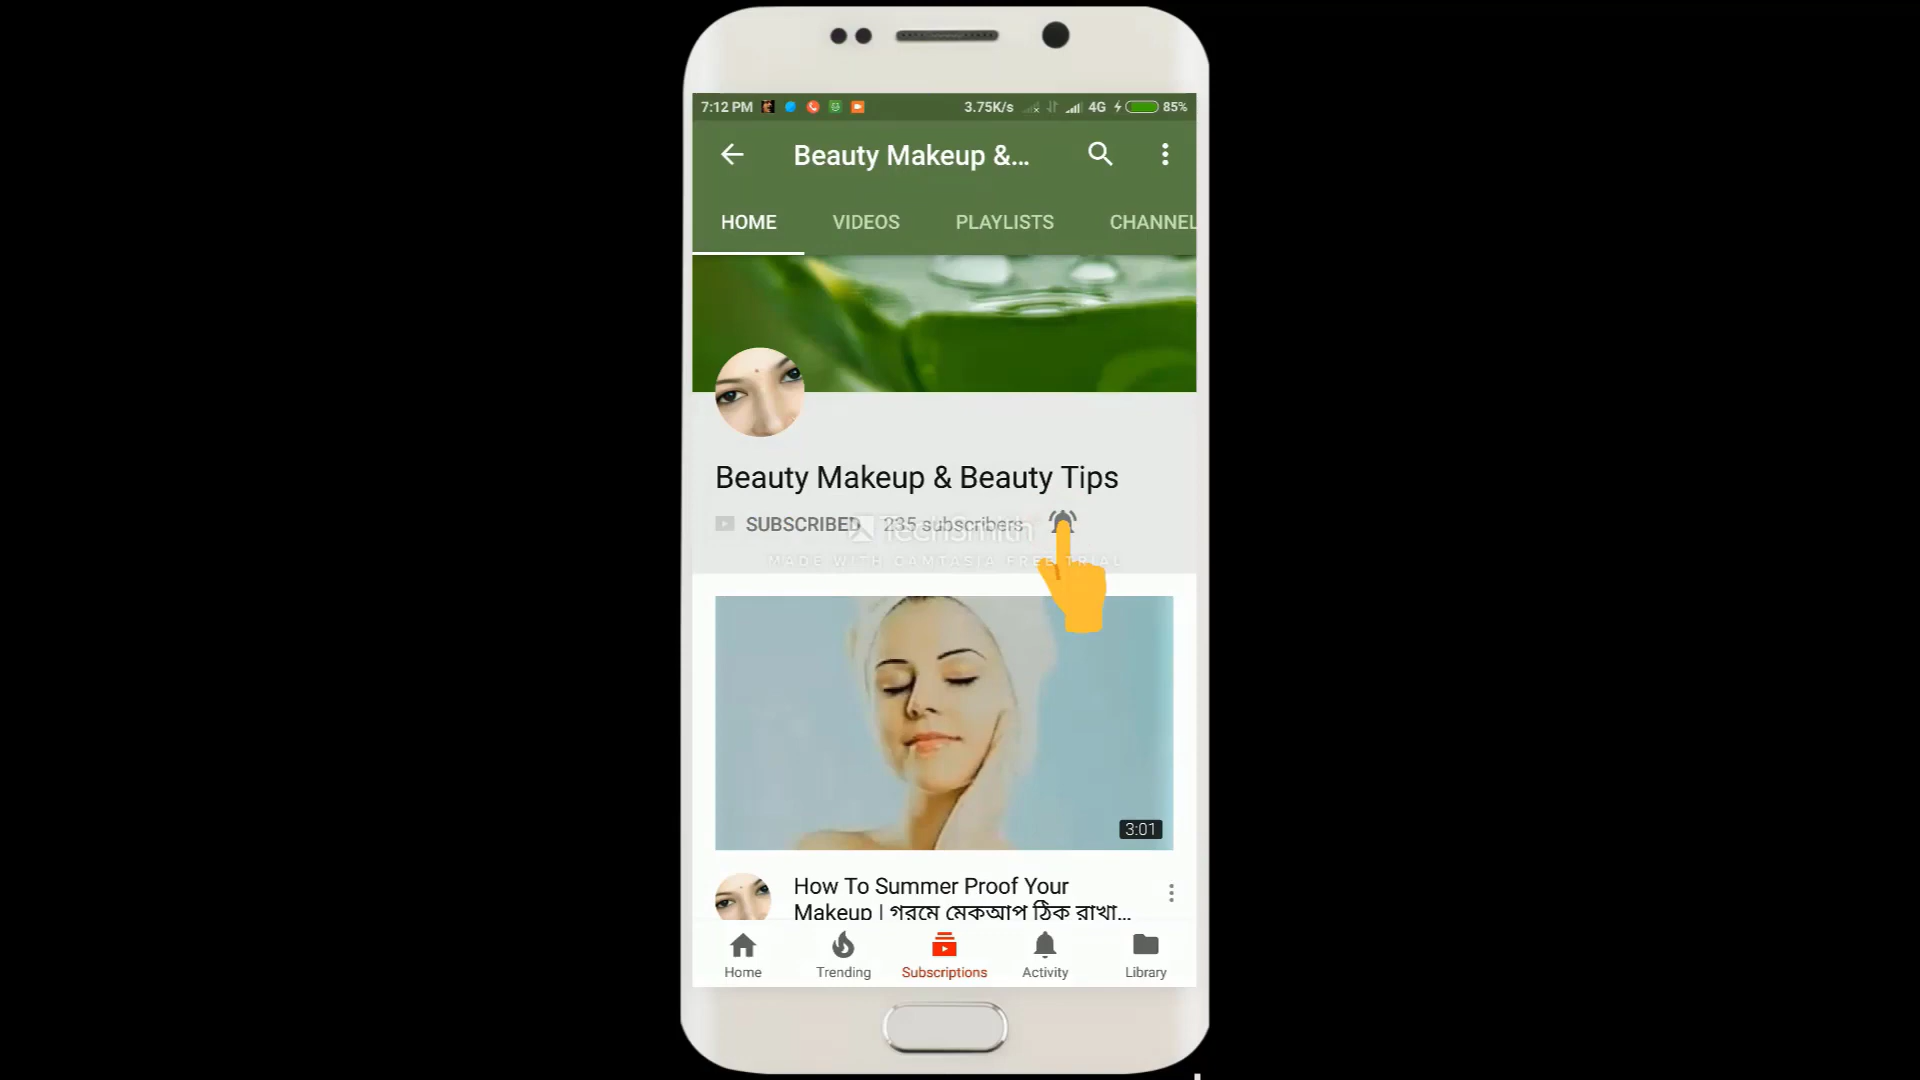 7:12 PM 3.75K/s 4G 85%
Beauty Makeup &...
HOME VIDEOS PLAYLISTS CHANNEL
Beauty Makeup & Beauty Tips
SUBSCRIBED 235 subscribers
TechSmith
MADE WITH CAMTASIA FREE TRIAL
3:01
How To Summer Proof Your
Makeup | গরমে মেকআপ ঠিক রাখা...
Home Trending Subscriptions Activity Library